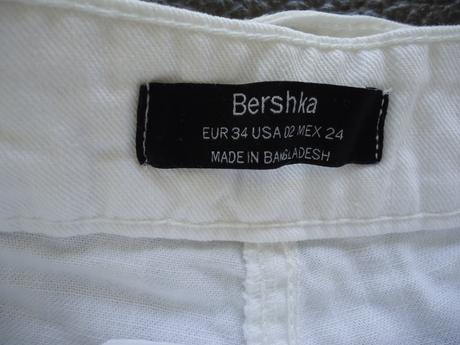 Bershka
EUR 34 USA 02 MEX 24
MADE IN BANGLADESH